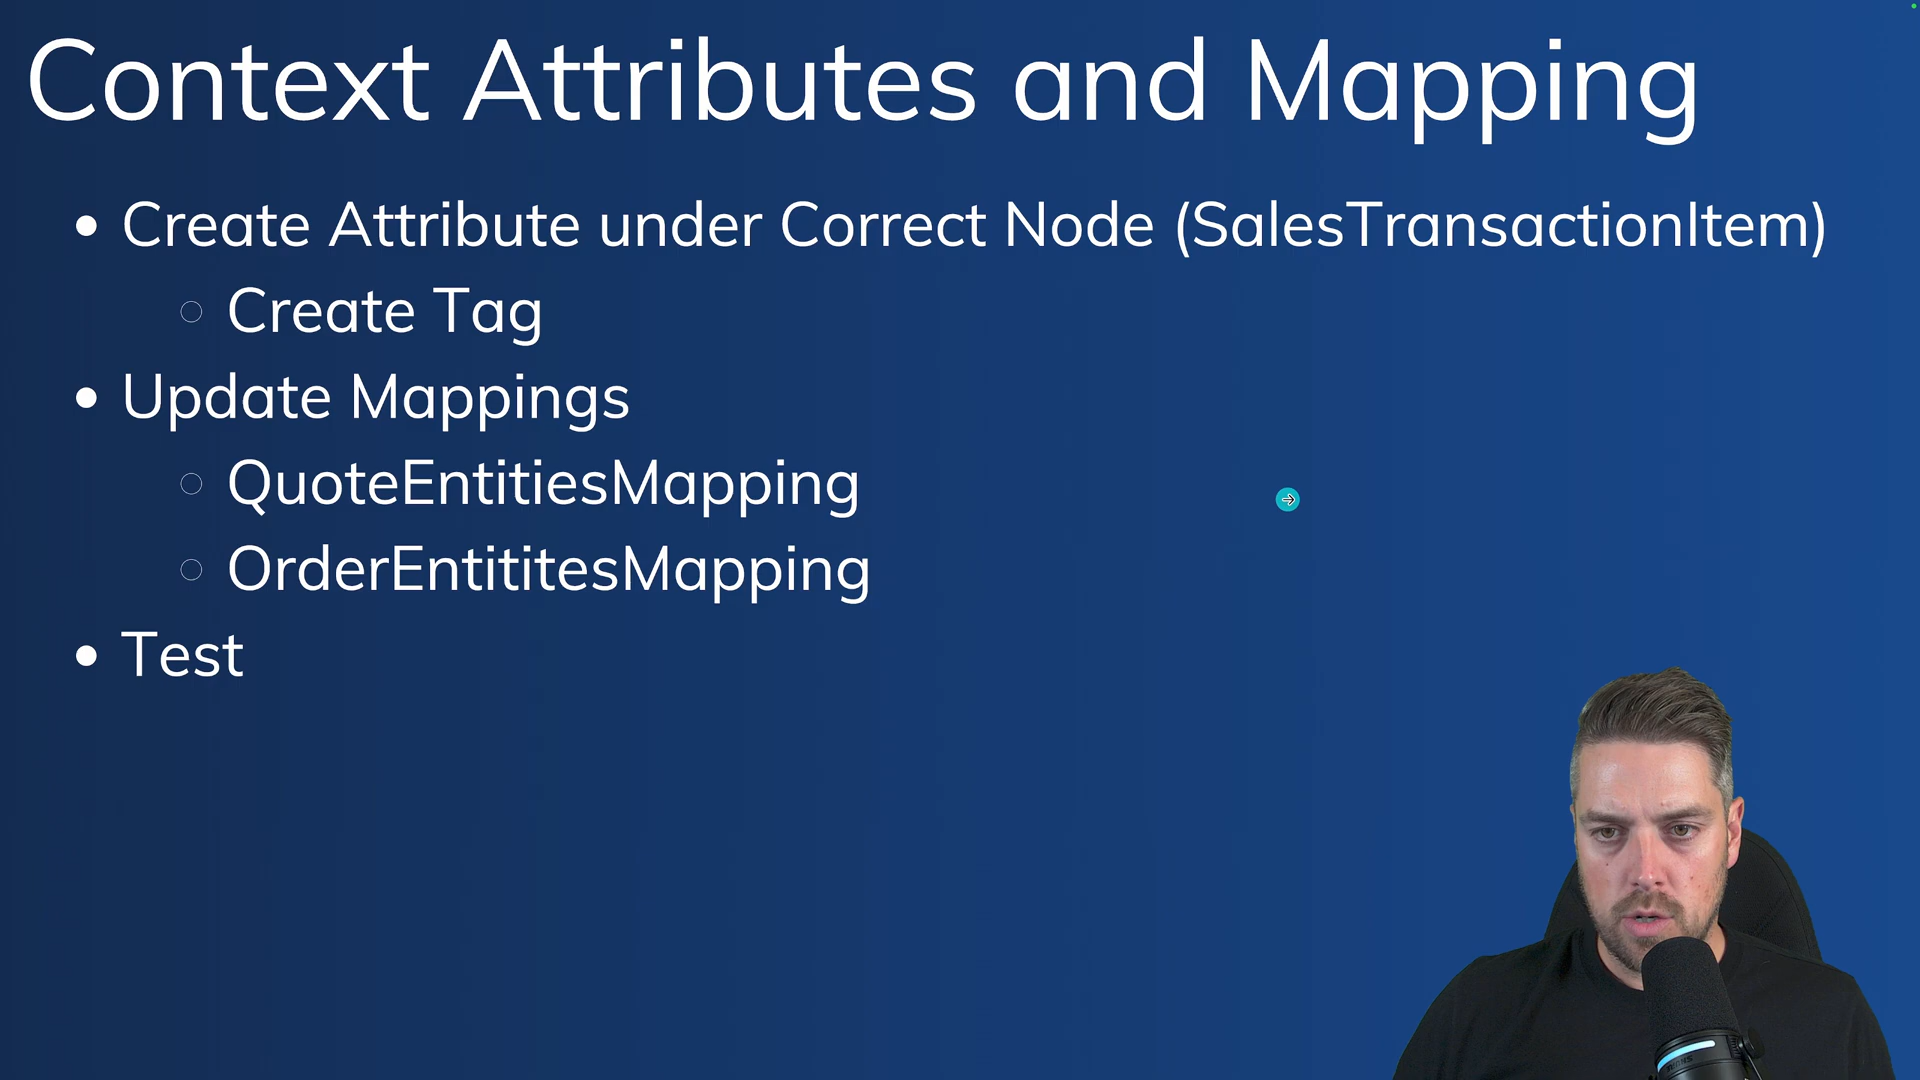 Context Attributes and Mapping
Create Attribute under Correct Node (SalesTransactionItem)
Create Tag
Update Mappings
QuoteEntitiesMapping
OrderEntititesMapping
Test